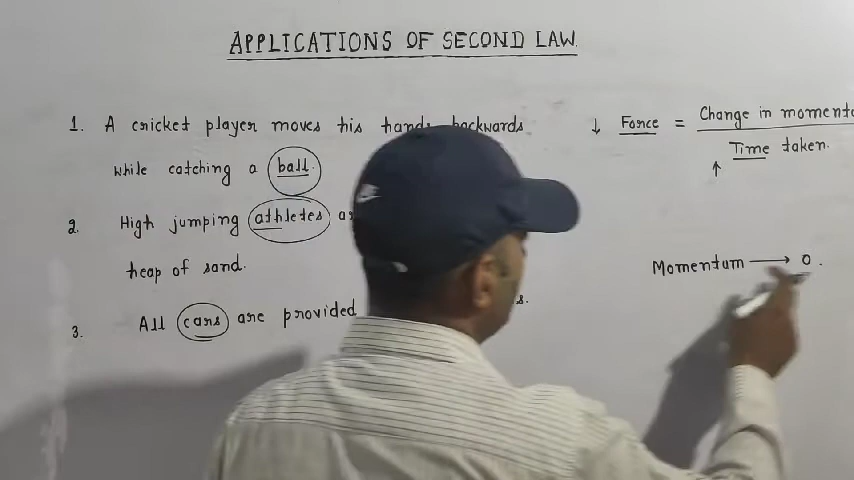 APPLICATIONS OF SECOND LAW.
1. A cricket player moves his hands backwards
while catching a ball.
2. High jumping athletes
heap of sand.
3. All cars are provided
↓ Force = Change in
Time taken.
↑
Momentum → 0.